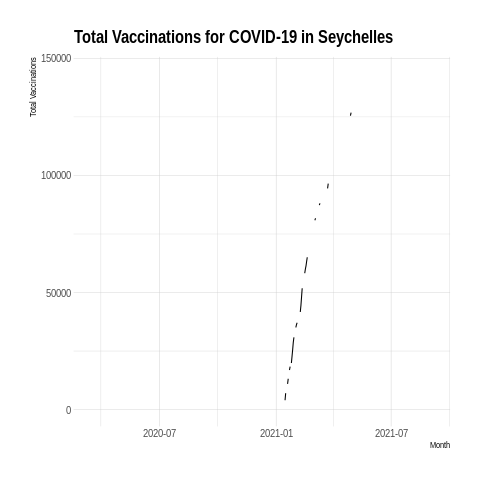 Total Vaccinations for COVID-19 in Seychelles
Total Vaccinations
150000
100000
50000
0
2020-07 2021-01 2021-07
Month